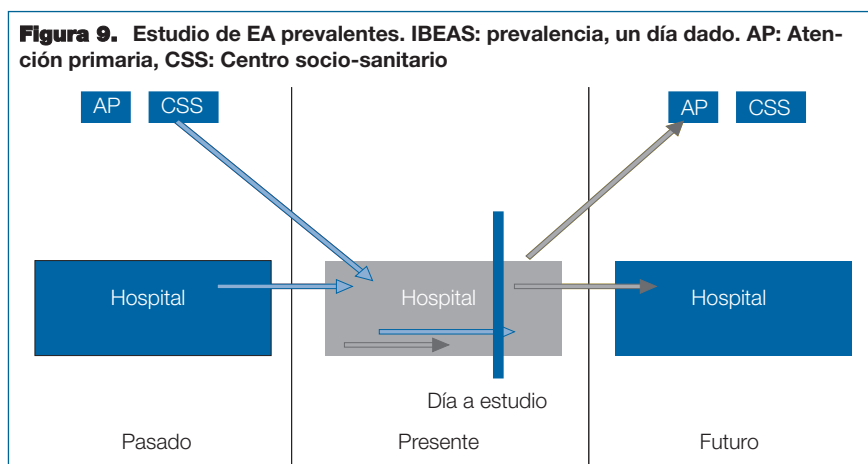 Figura 9. Estudio de EA prevalentes. IBEAS: prevalencia, un día dado. AP: Aten-
ción primaria, CSS: Centro socio-sanitario
AP CSS AP CSS
Hospital Hospital Hospital
Día a estudio
Pasado Presente Futuro